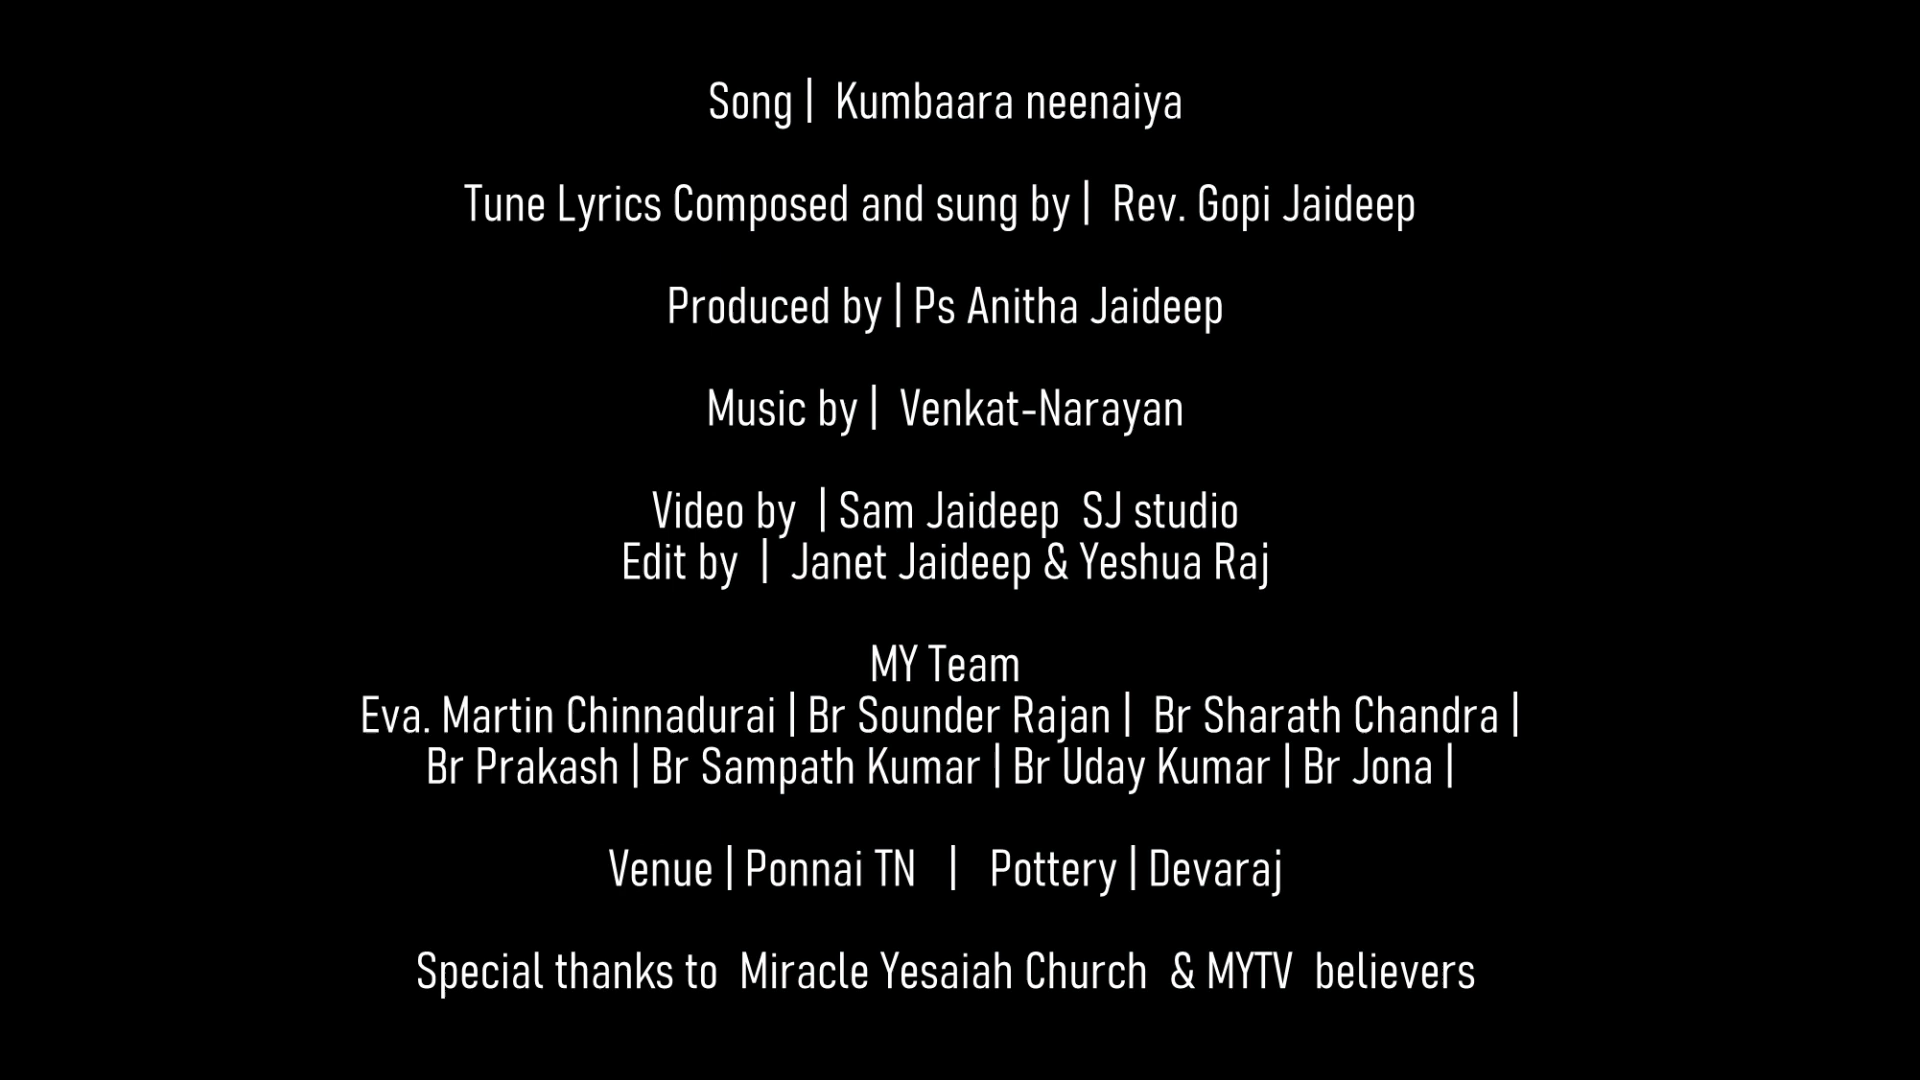 Song | Kumbaara neenaiya
Tune Lyrics Composed and sung by | Rev. Gopi Jaideep
Produced by | Ps Anitha Jaideep
Music by | Venkat-Narayan
Video by | Sam Jaideep SJ studio
Edit by | Janet Jaideep & Yeshua Raj
MY Team
Eva. Martin Chinnadurai | Br Sounder Rajan | Br Sharath Chandra |
Br Prakash | Br Sampath Kumar | Br Uday Kumar | Br Jona |
Venue | Ponnai TN | Pottery | Devaraj
Special thanks to Miracle Yesaiah Church & MYTV believers